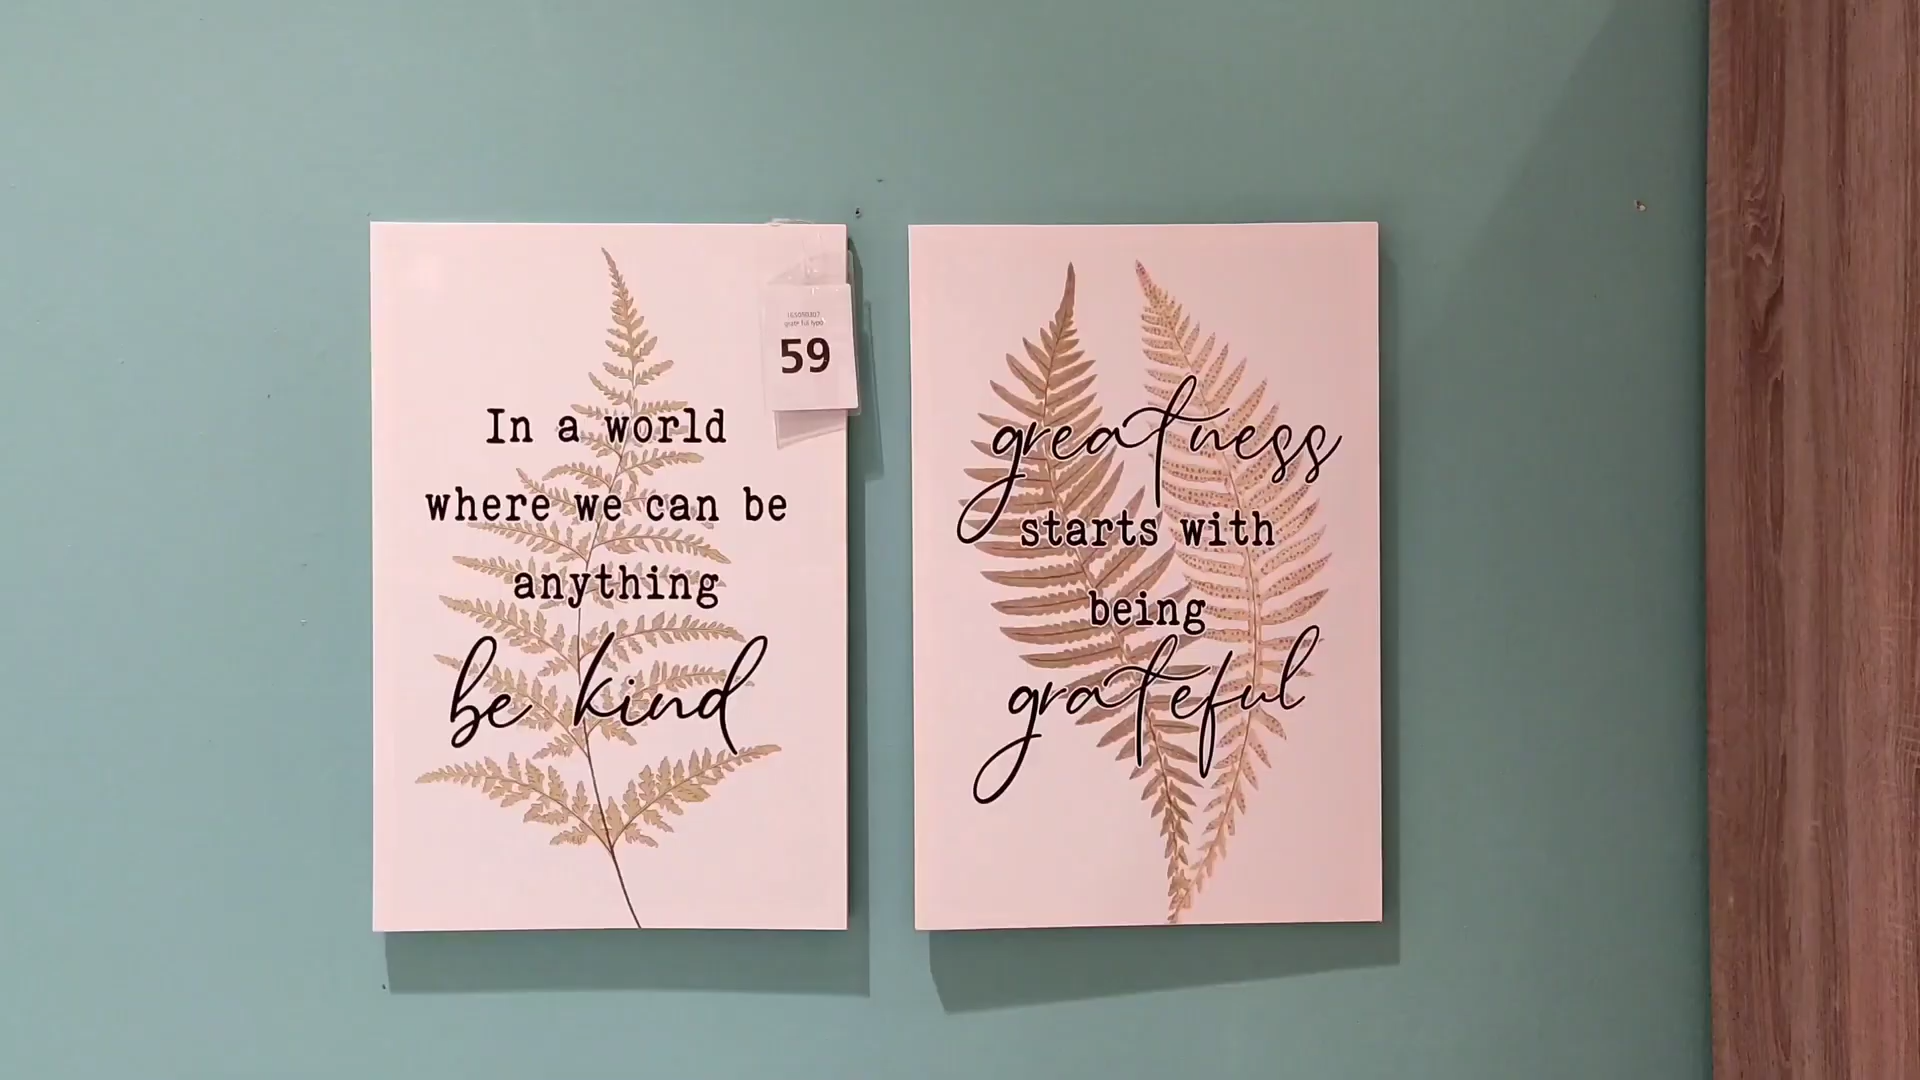 59
In a world
where we can be
anything
be kind
greatness
starts with
being
grateful